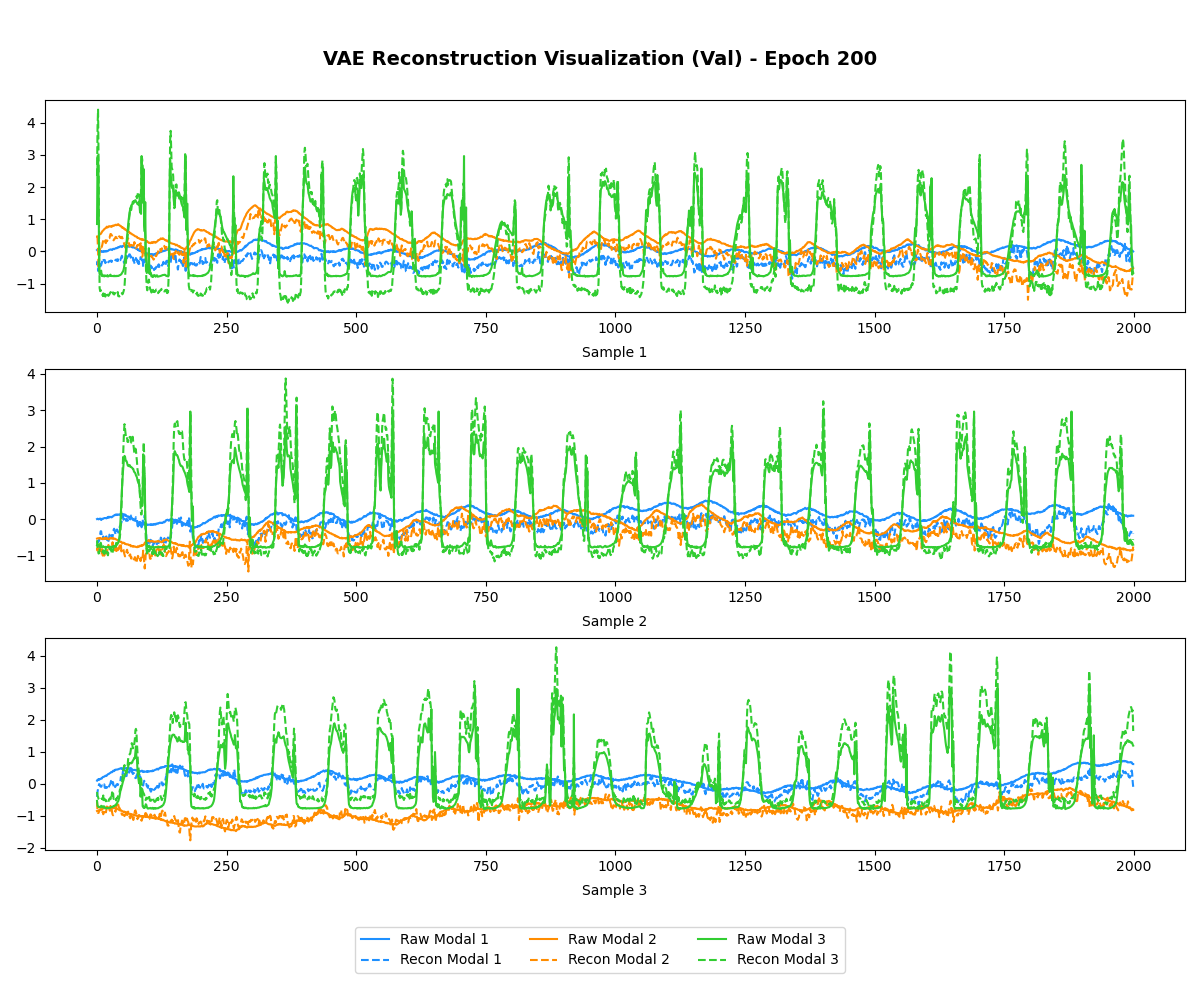 VAE Reconstruction Visualization (Val) - Epoch 200
4
3
2
1
0
−1
0 250 500 750 1000 1250 1500 1750 2000
Sample 1
4
3
2
1
0
−1
0 250 500 750 1000 1250 1500 1750 2000
Sample 2
4
3
2
1
0
−1
−2
0 250 500 750 1000 1250 1500 1750 2000
Sample 3
Raw Modal 1 Raw Modal 2 Raw Modal 3
Recon Modal 1 Recon Modal 2 Recon Modal 3